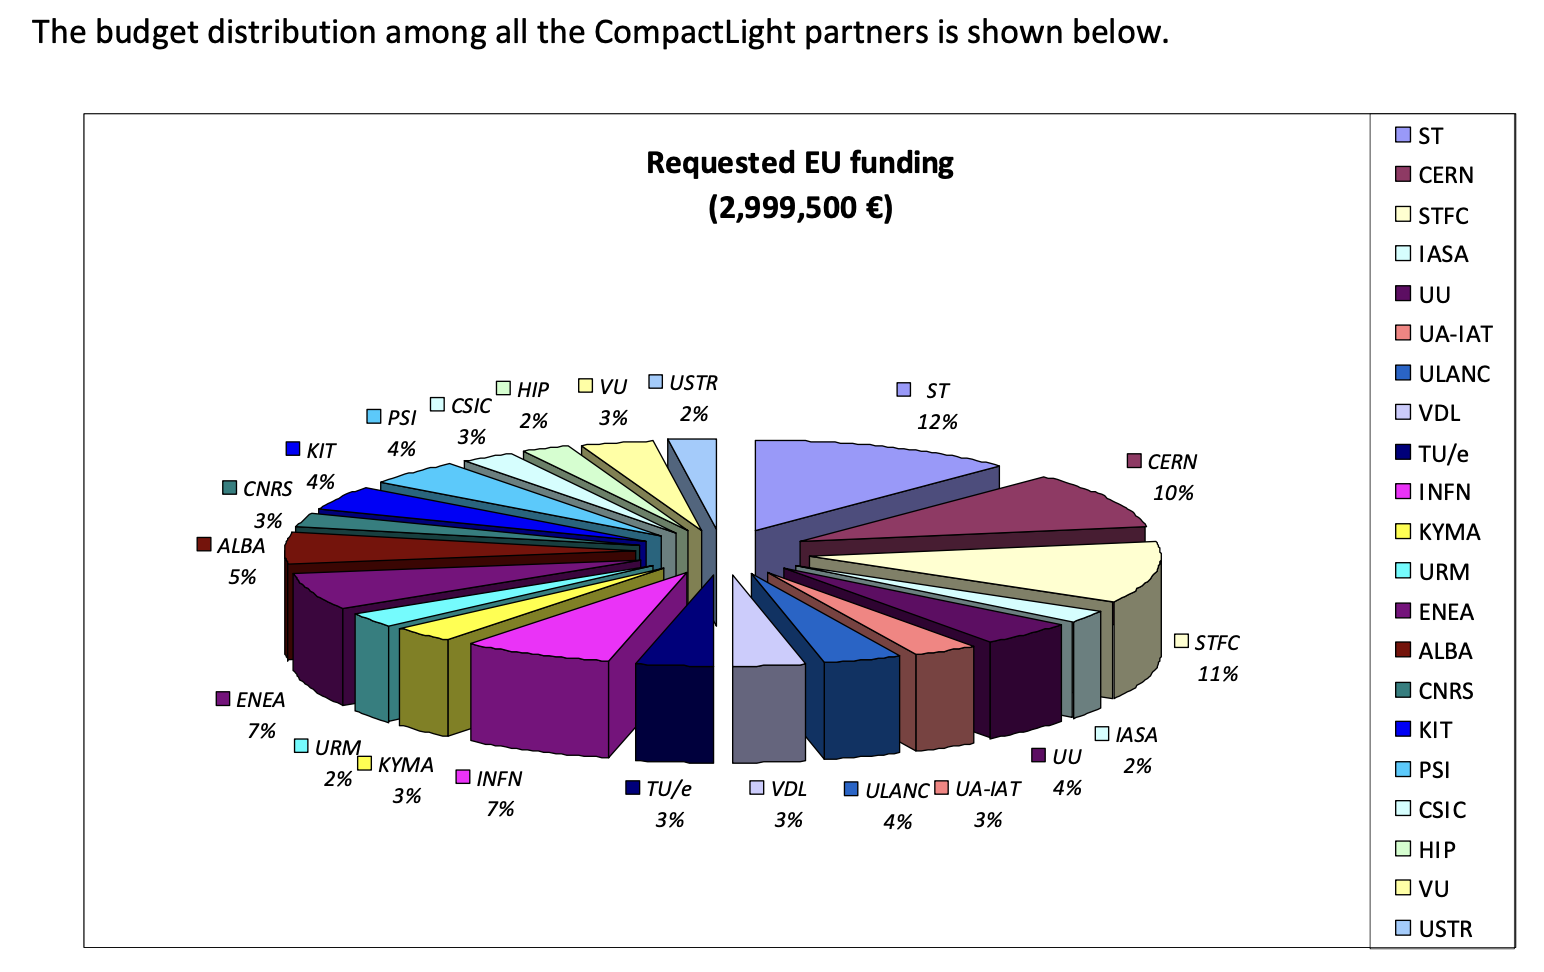 The budget distribution among all the CompactLight partners is shown below.
Requested EU funding
(2,999,500 €)
ST
12%
CERN
10%
STFC
11%
IASA
2%
UU
4%
UA-IAT
3%
ULANC
4%
VDL
3%
TU/e
3%
INFN
7%
KYMA
3%
URM
2%
ENEA
7%
ALBA
5%
CNRS
3%
KIT
4%
PSI
4%
CSIC
3%
HIP
2%
VU
3%
USTR
2%
ST
CERN
STFC
IASA
UU
UA-IAT
ULANC
VDL
TU/e
INFN
KYMA
URM
ENEA
ALBA
CNRS
KIT
PSI
CSIC
HIP
VU
USTR